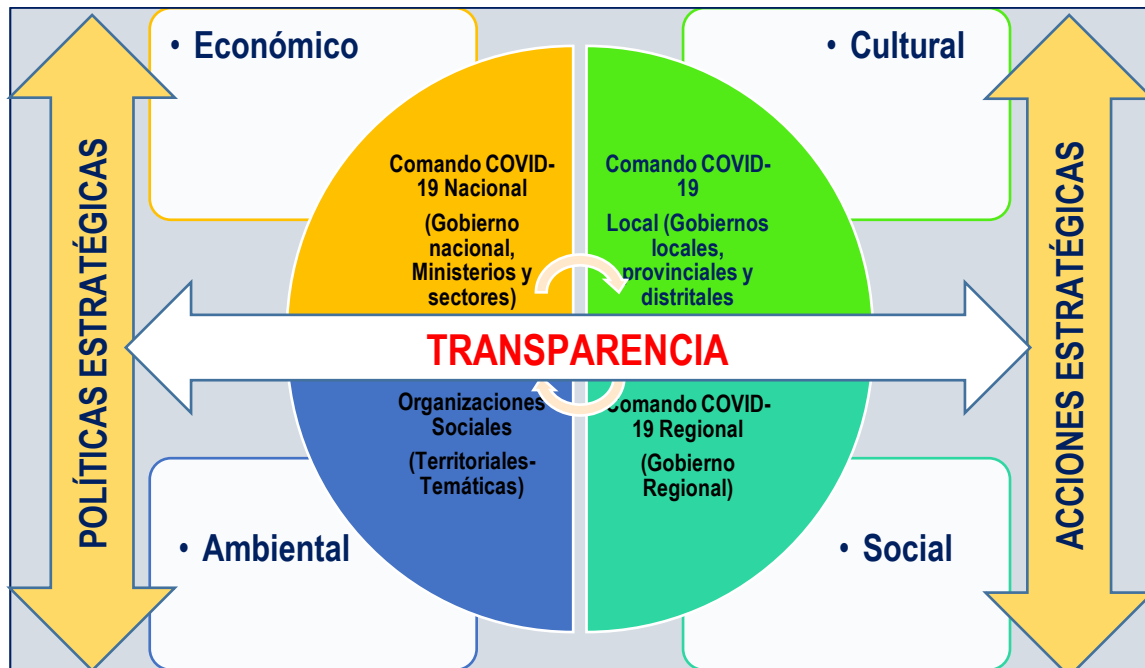 • Económico
• Cultural
POLÍTICAS ESTRATÉGICAS
ACCIONES ESTRATÉGICAS
Comando COVID-
19 Nacional
(Gobierno
nacional,
Ministerios y
sectores)
Comando COVID-
19
Local (Gobiernos
locales,
provinciales y
distritales
TRANSPARENCIA
Organizaciones
Sociales
(Territoriales-
Temáticas)
Comando COVID-
19 Regional
(Gobierno
Regional)
• Ambiental
• Social